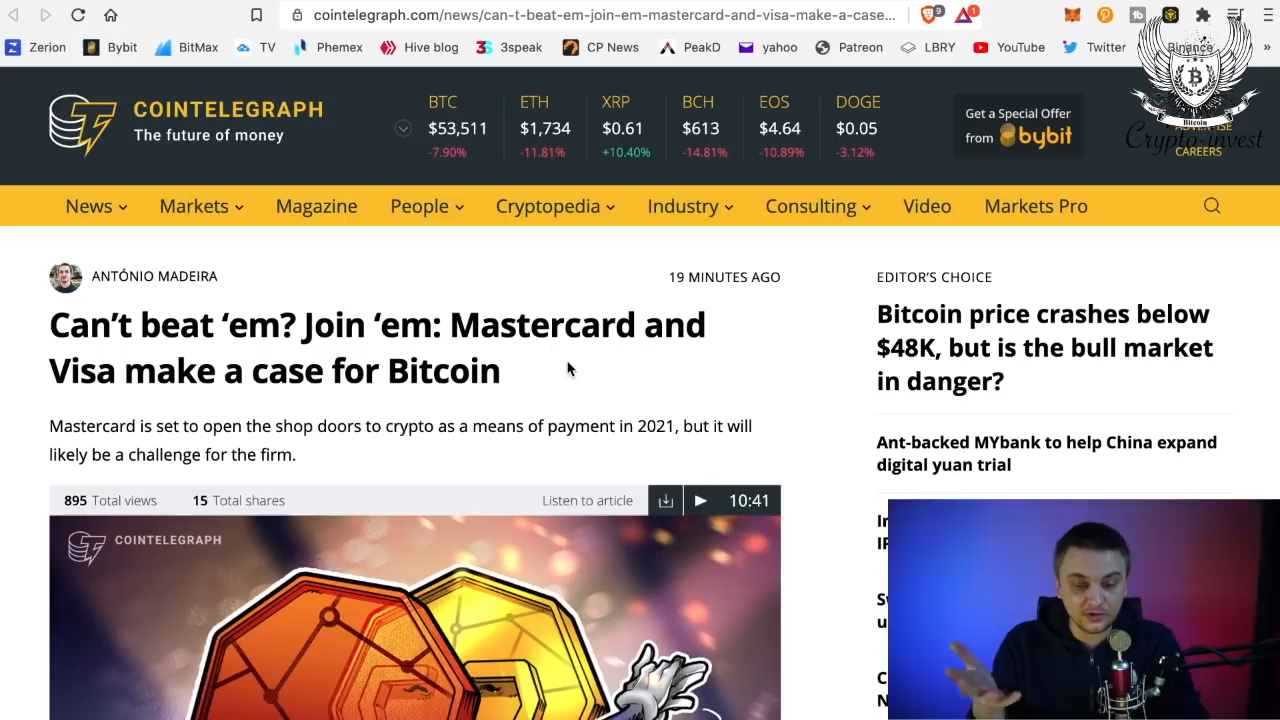 cointelegraph.com/news/can-t-beat-em-join-em-mastercard-and-visa-make-a-case...
9
1
Zerion
Bybit
BitMax
TV
Phemex
Hive blog
3speak
CP News
PeakD
yahoo
Patreon
LBRY
YouTube
Twitter
Binance
»
COINTELEGRAPH
The future of money
BTC
$53,511
-7.90%
ETH
$1,734
-11.81%
XRP
$0.61
+10.40%
BCH
$613
-14.81%
EOS
$4.64
-10.89%
DOGE
$0.05
-3.12%
Get a Special Offer
from bybit
Bitcoin
Crypto-invest
ADVERTISE
CAREERS
News
Markets
Magazine
People
Cryptopedia
Industry
Consulting
Video
Markets Pro
ANTÓNIO MADEIRA
19 MINUTES AGO
Can’t beat ‘em? Join ‘em: Mastercard and
Visa make a case for Bitcoin
Mastercard is set to open the shop doors to crypto as a means of payment in 2021, but it will
likely be a challenge for the firm.
895 Total views
15 Total shares
Listen to article
10:41
COINTELEGRAPH
EDITOR’S CHOICE
Bitcoin price crashes below
$48K, but is the bull market
in danger?
Ant-backed MYbank to help China expand
digital yuan trial